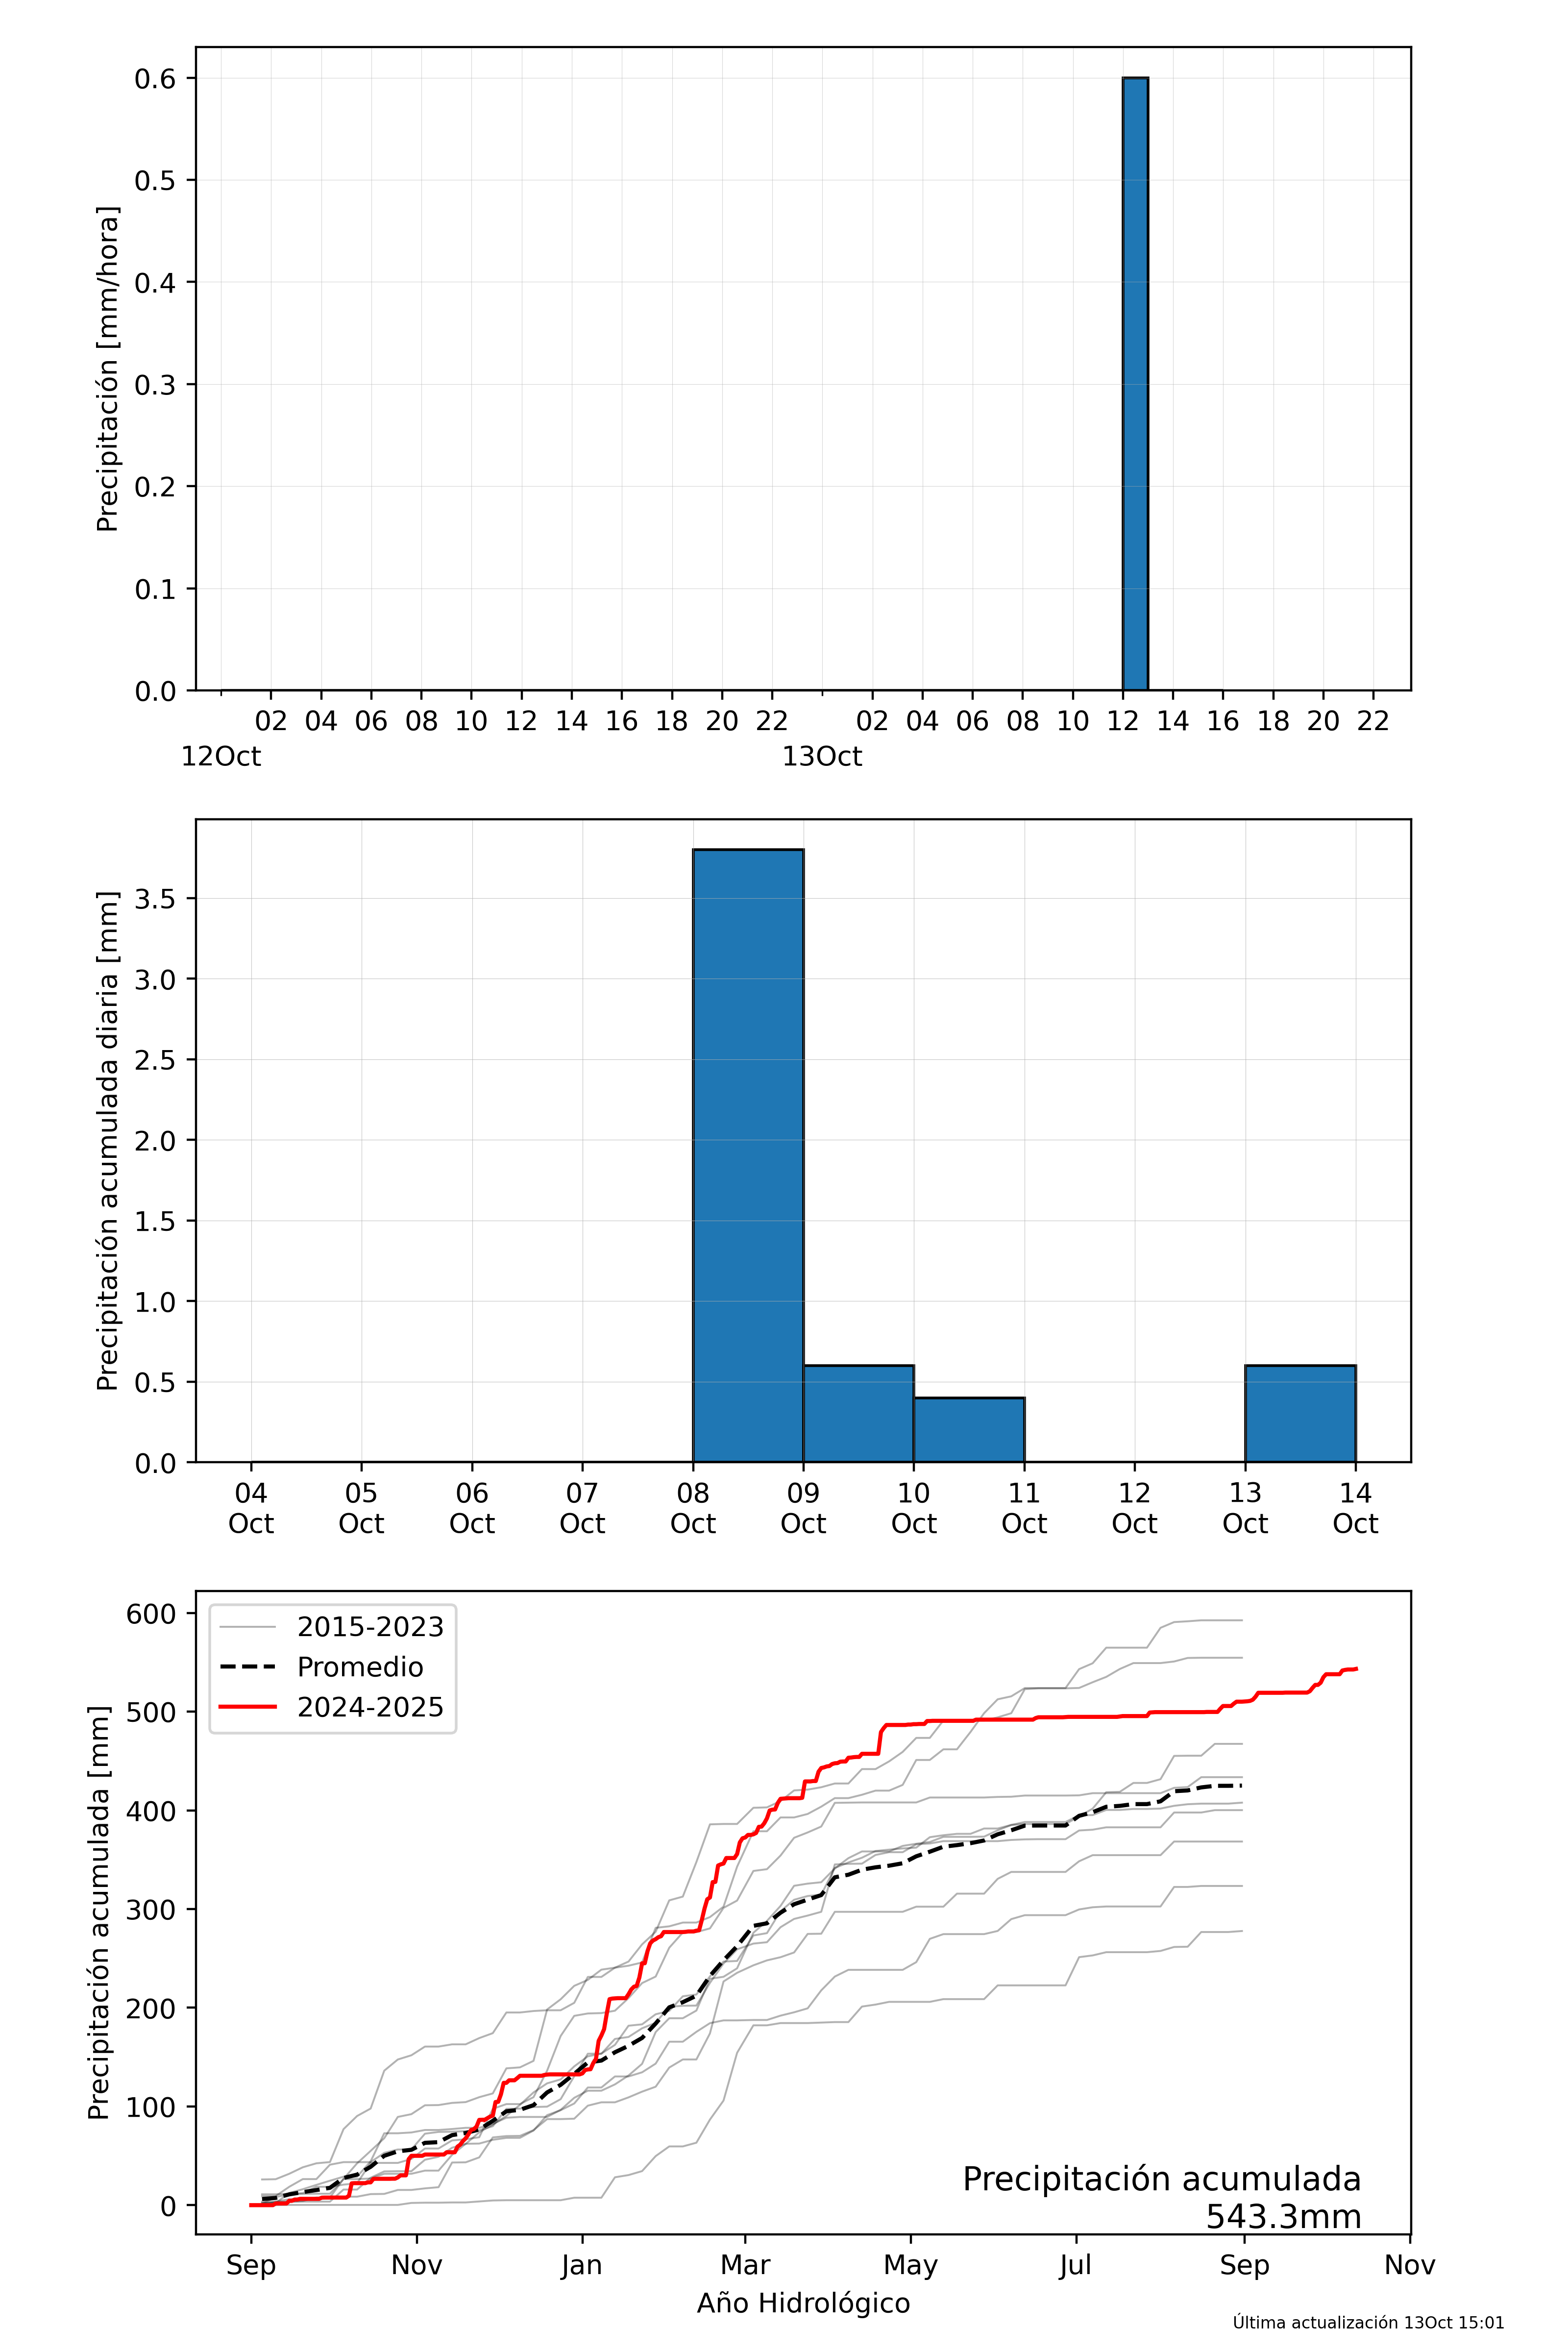 Precipitación [mm/hora]
0.6
0.5
0.4
0.3
0.2
0.1
0.0
02 04 06 08 10 12 14 16 18 20 22 02 04 06 08 10 12 14 16 18 20 22
12Oct 13Oct
Precipitación acumulada diaria [mm]
3.5
3.0
2.5
2.0
1.5
1.0
0.5
0.0
04 05 06 07 08 09 10 11 12 13 14
Oct Oct Oct Oct Oct Oct Oct Oct Oct Oct Oct
Precipitación acumulada [mm]
600
500
400
300
200
100
0
2015-2023
Promedio
2024-2025
Precipitación acumulada
543.3mm
Sep Nov Jan Mar May Jul Sep Nov
Año Hidrológico
Última actualización 13Oct 15:01